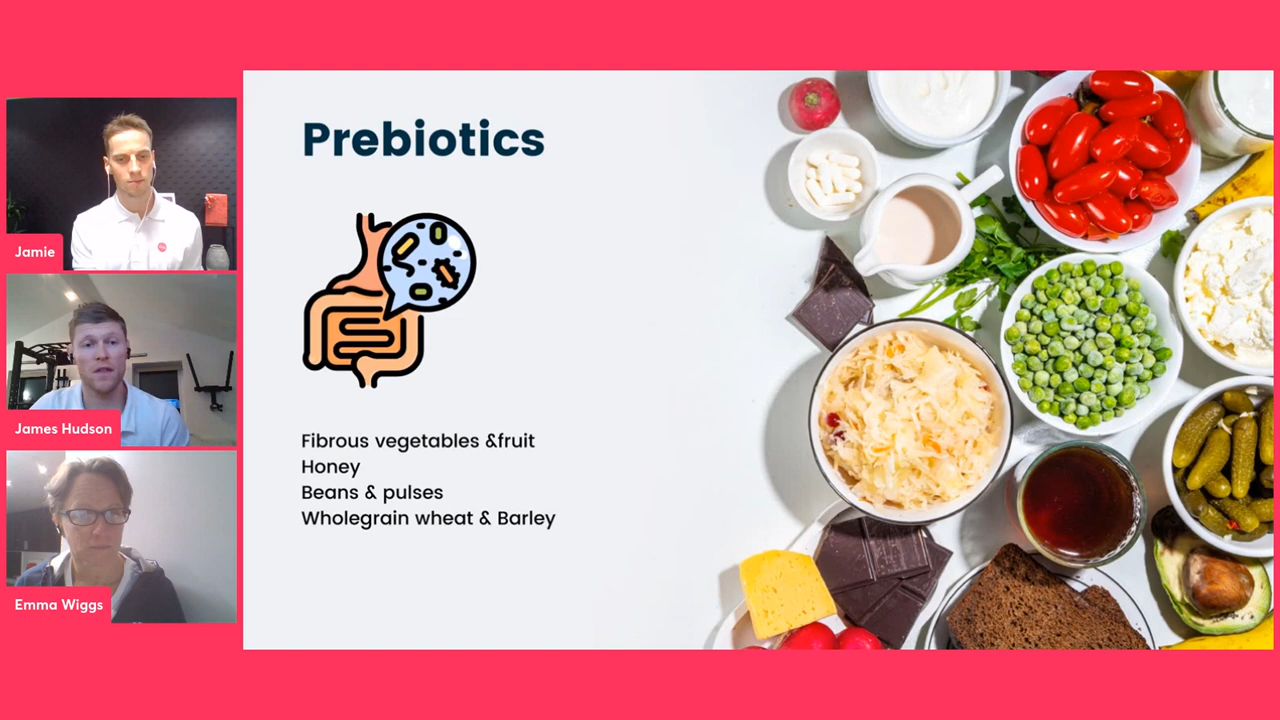 Prebiotics
Jamie
James Hudson
Emma Wiggs
Fibrous vegetables &fruit
Honey
Beans & pulses
Wholegrain wheat & Barley